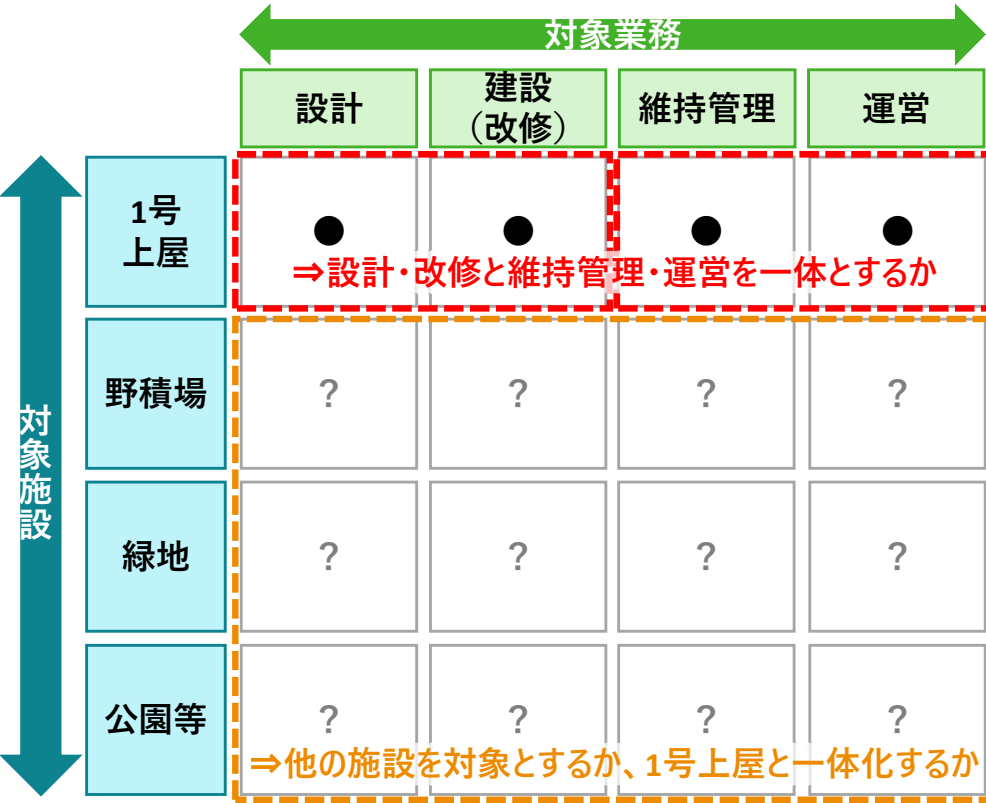 対象業務
設計
建設
（改修）
維持管理
運営
対象施設
1号
上屋
●
●
●
●
⇒設計・改修と維持管理・運営を一体とするか
野積場
?
?
?
?
緑地
?
?
?
?
公園等
?
?
?
?
⇒他の施設を対象とするか、1号上屋と一体化するか